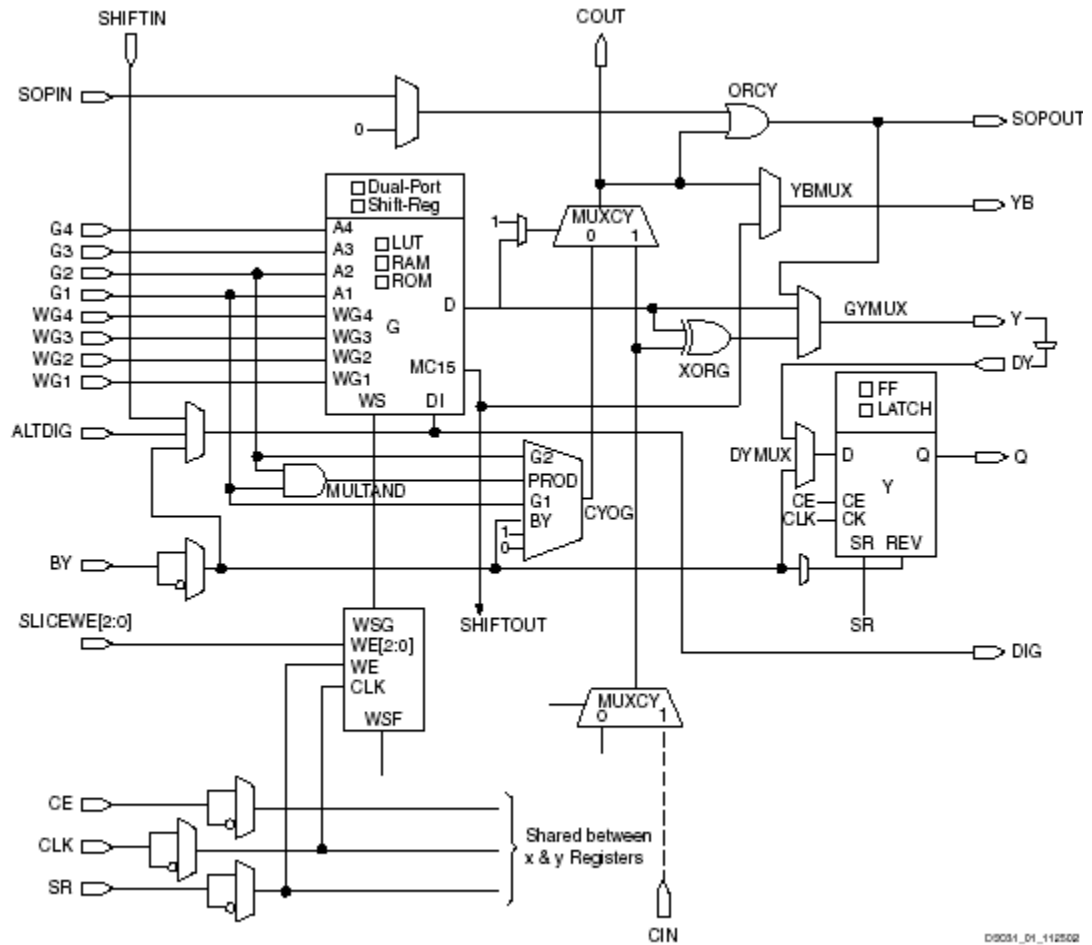 SHIFTIN
COUT
SOPIN
ORCY
0
SOPOUT
Dual-Port
Shift-Reg
YBMUX
YB
MUXCY
0 1
1
G4
G3
G2
G1
WG4
WG3
WG2
WG1
A4
A3
A2
A1
WG4
WG3
WG2
WG1
LUT
RAM
ROM
G
D
MC15
WS
DI
GYMUX
Y
XORG
DY
FF
LATCH
ALTDIG
DYMUX
D
Q
Q
Y
CE
CLK
CE
CK
SR REV
SR
G2
PROD
G1
BY
1
0
CYOG
MULTAND
BY
SLICEWE[2:0]
WSG
WE[2:0]
WE
CLK
WSF
SHIFTOUT
DIG
MUXCY
0 1
CE
CLK
SR
Shared between
x & y Registers
CIN
DS031_01_112502